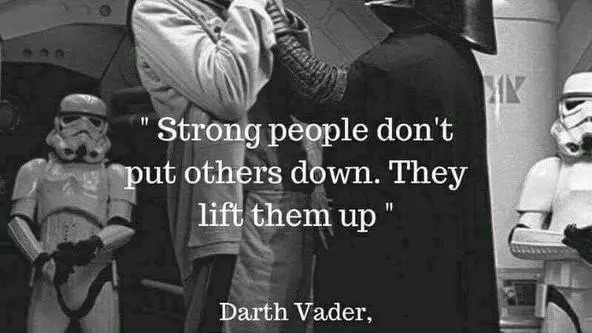 " Strong people don't
put others down. They
lift them up "
Darth Vader,